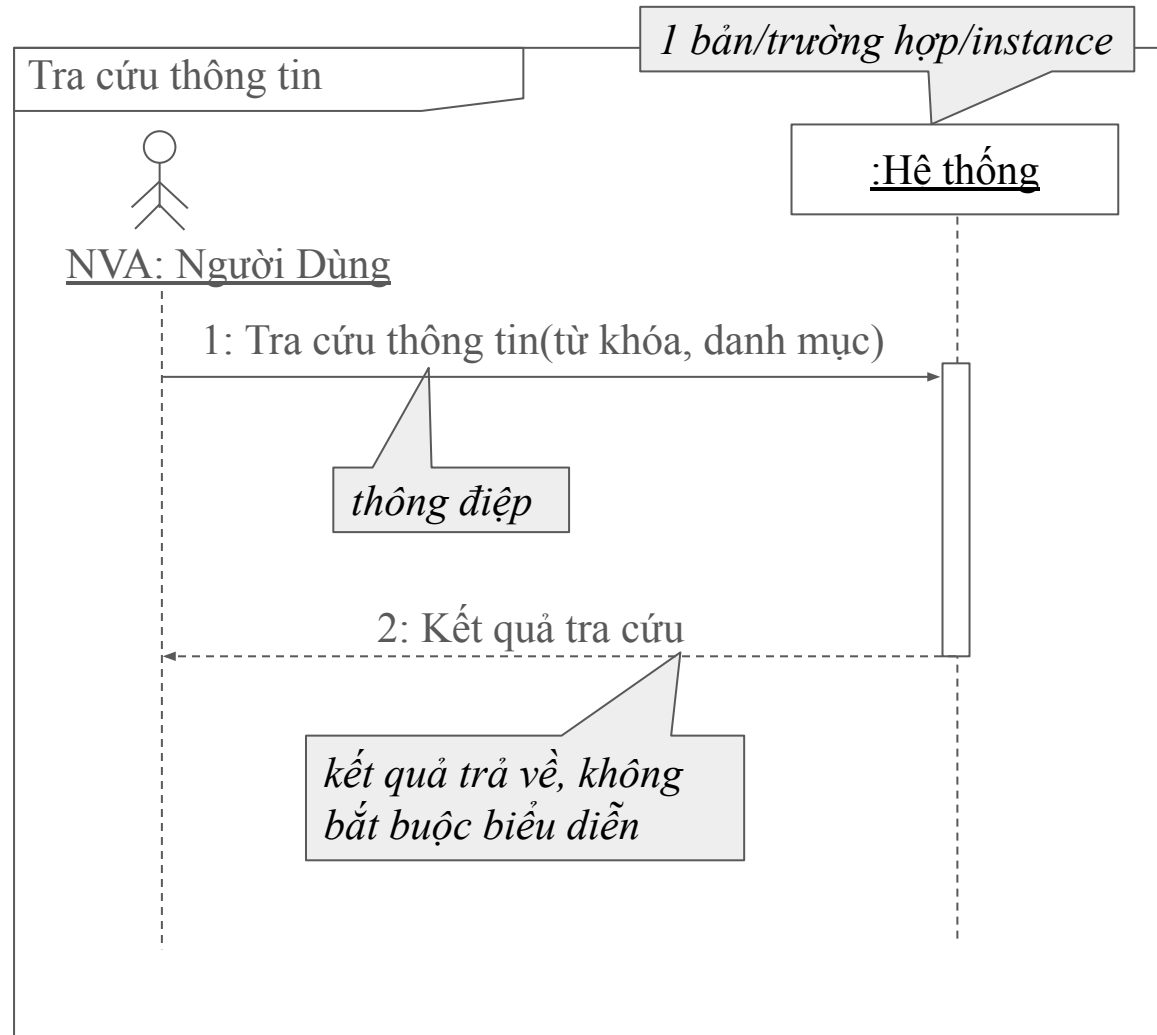 1 bản/trường hợp/instance
Tra cứu thông tin
:Hê thống
NVA: Người Dùng
1: Tra cứu thông tin(từ khóa, danh mục)
thông điệp
2: Kết quả tra cứu
kết quả trả về, không
bắt buộc biểu diễn